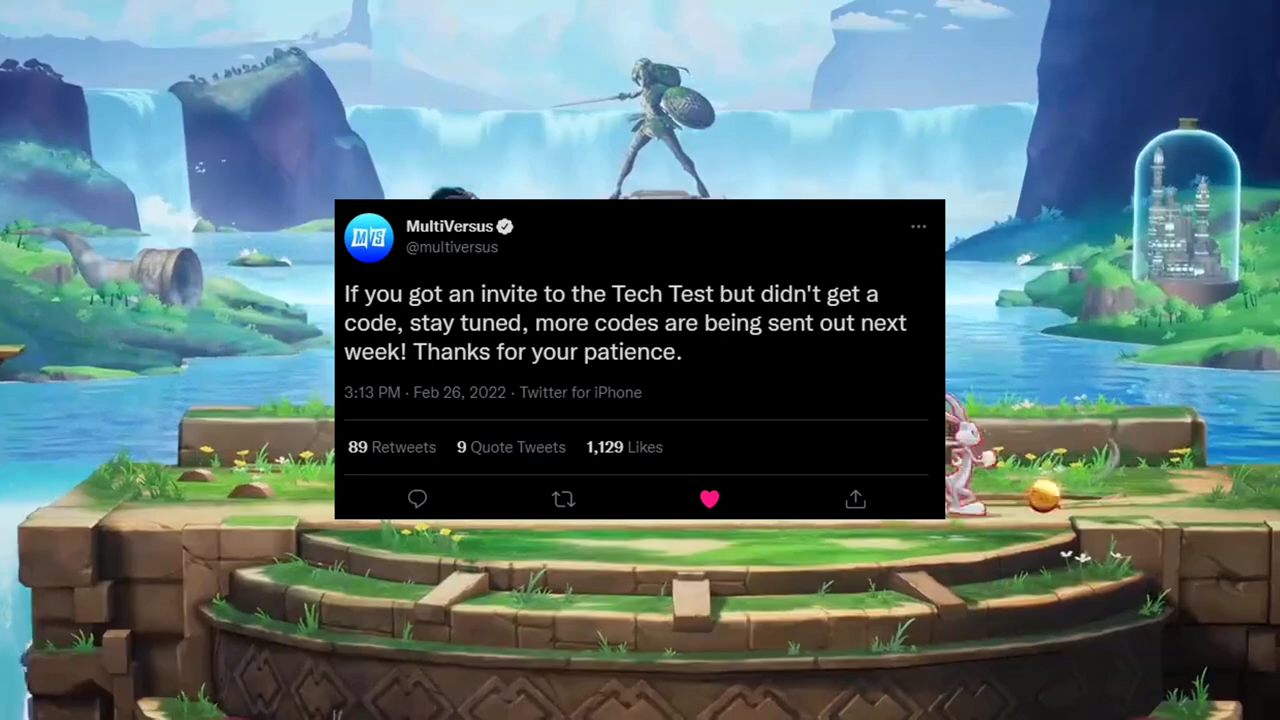 MultiVersus
@multiversus
M/S
If you got an invite to the Tech Test but didn't get a
code, stay tuned, more codes are being sent out next
week! Thanks for your patience.
3:13 PM · Feb 26, 2022 · Twitter for iPhone
89 Retweets 9 Quote Tweets 1,129 Likes